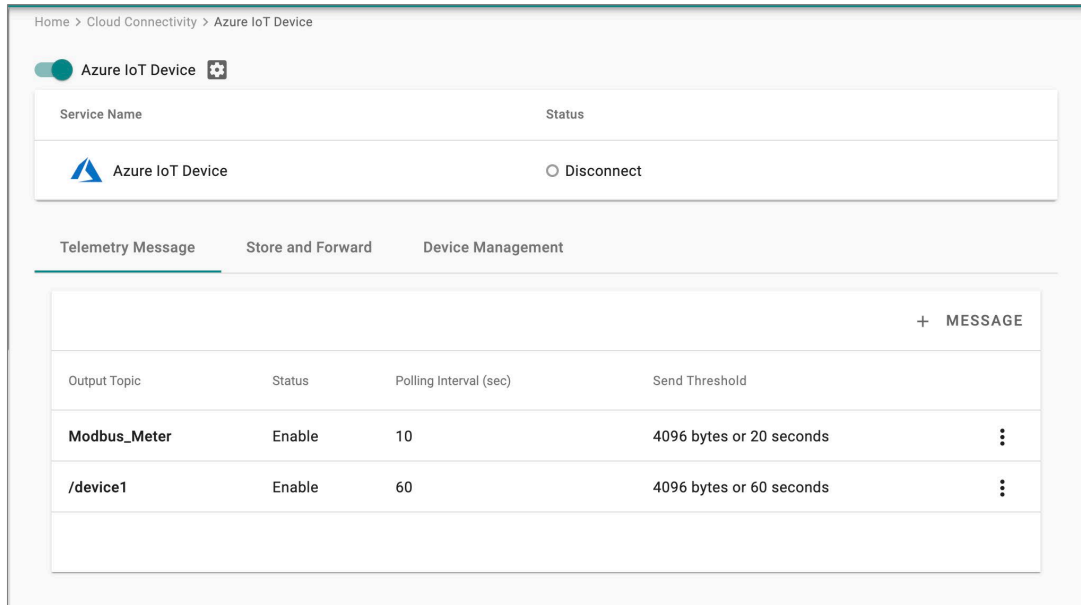 Home > Cloud Connectivity > Azure IoT Device
Azure IoT Device
Service Name Status
Azure IoT Device Disconnect
Telemetry Message Store and Forward Device Management
+ MESSAGE
Output Topic Status Polling Interval (sec) Send Threshold
Modbus_Meter Enable 10 4096 bytes or 20 seconds
/device1 Enable 60 4096 bytes or 60 seconds